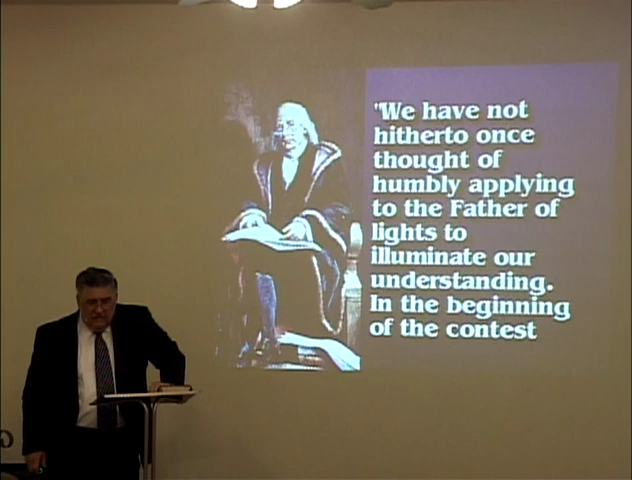 "We have not
hitherto once
thought of
humbly applying
to the Father of
lights to
illuminate our
understanding.
In the beginning
of the contest